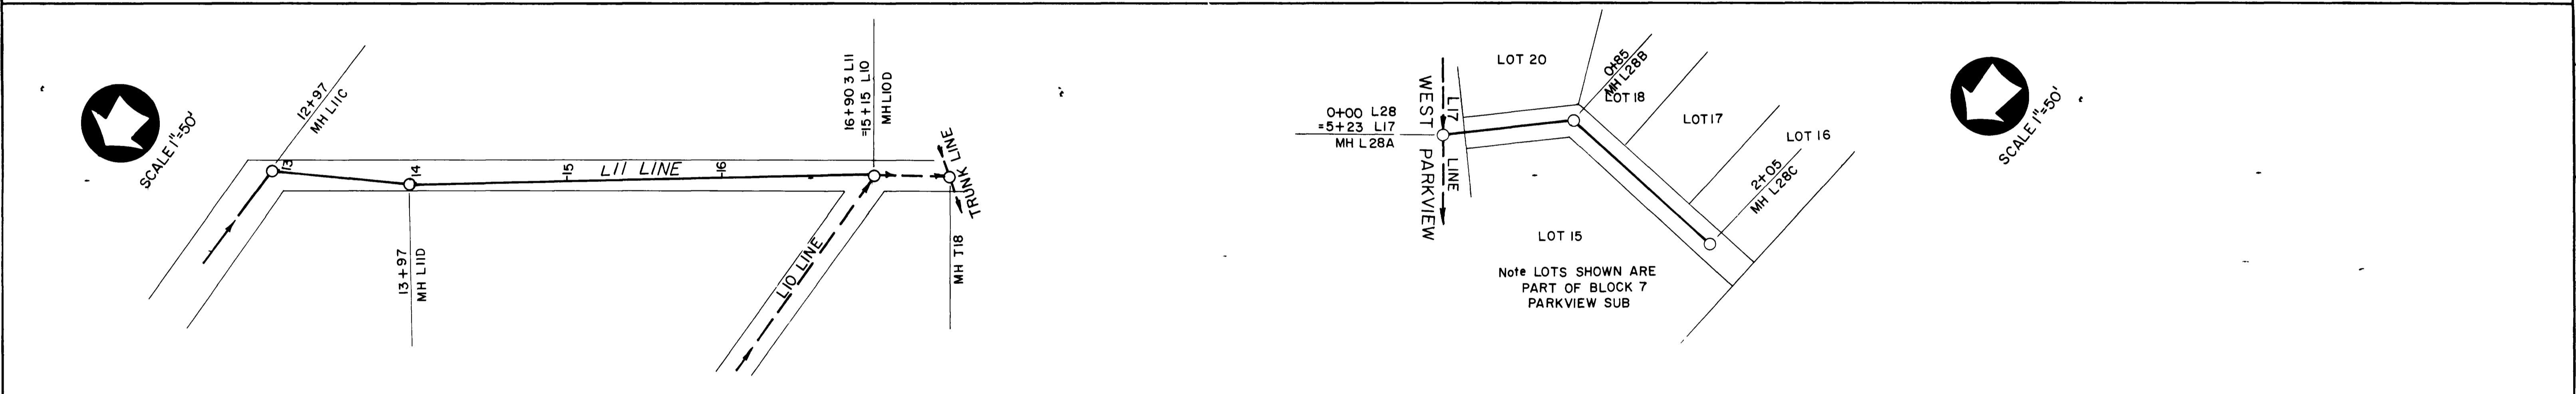 SCALE 1"=50'
12+97
MH L11C
13
14
15
16
L11 LINE
13+97
MH L11D
16+90 3 L11
=15+15 L10
MH L10D
L10 LINE
TRUNK LINE
MH T18
0+00 L28
=5+23 L17
MH L28A
WEST PARKVIEW
L17 LINE
LOT 20
0+85
MH L28B
LOT 18
LOT 17
LOT 16
2+05
MH L28C
LOT 15
Note LOTS SHOWN ARE
PART OF BLOCK 7
PARKVIEW SUB
SCALE 1"=50'